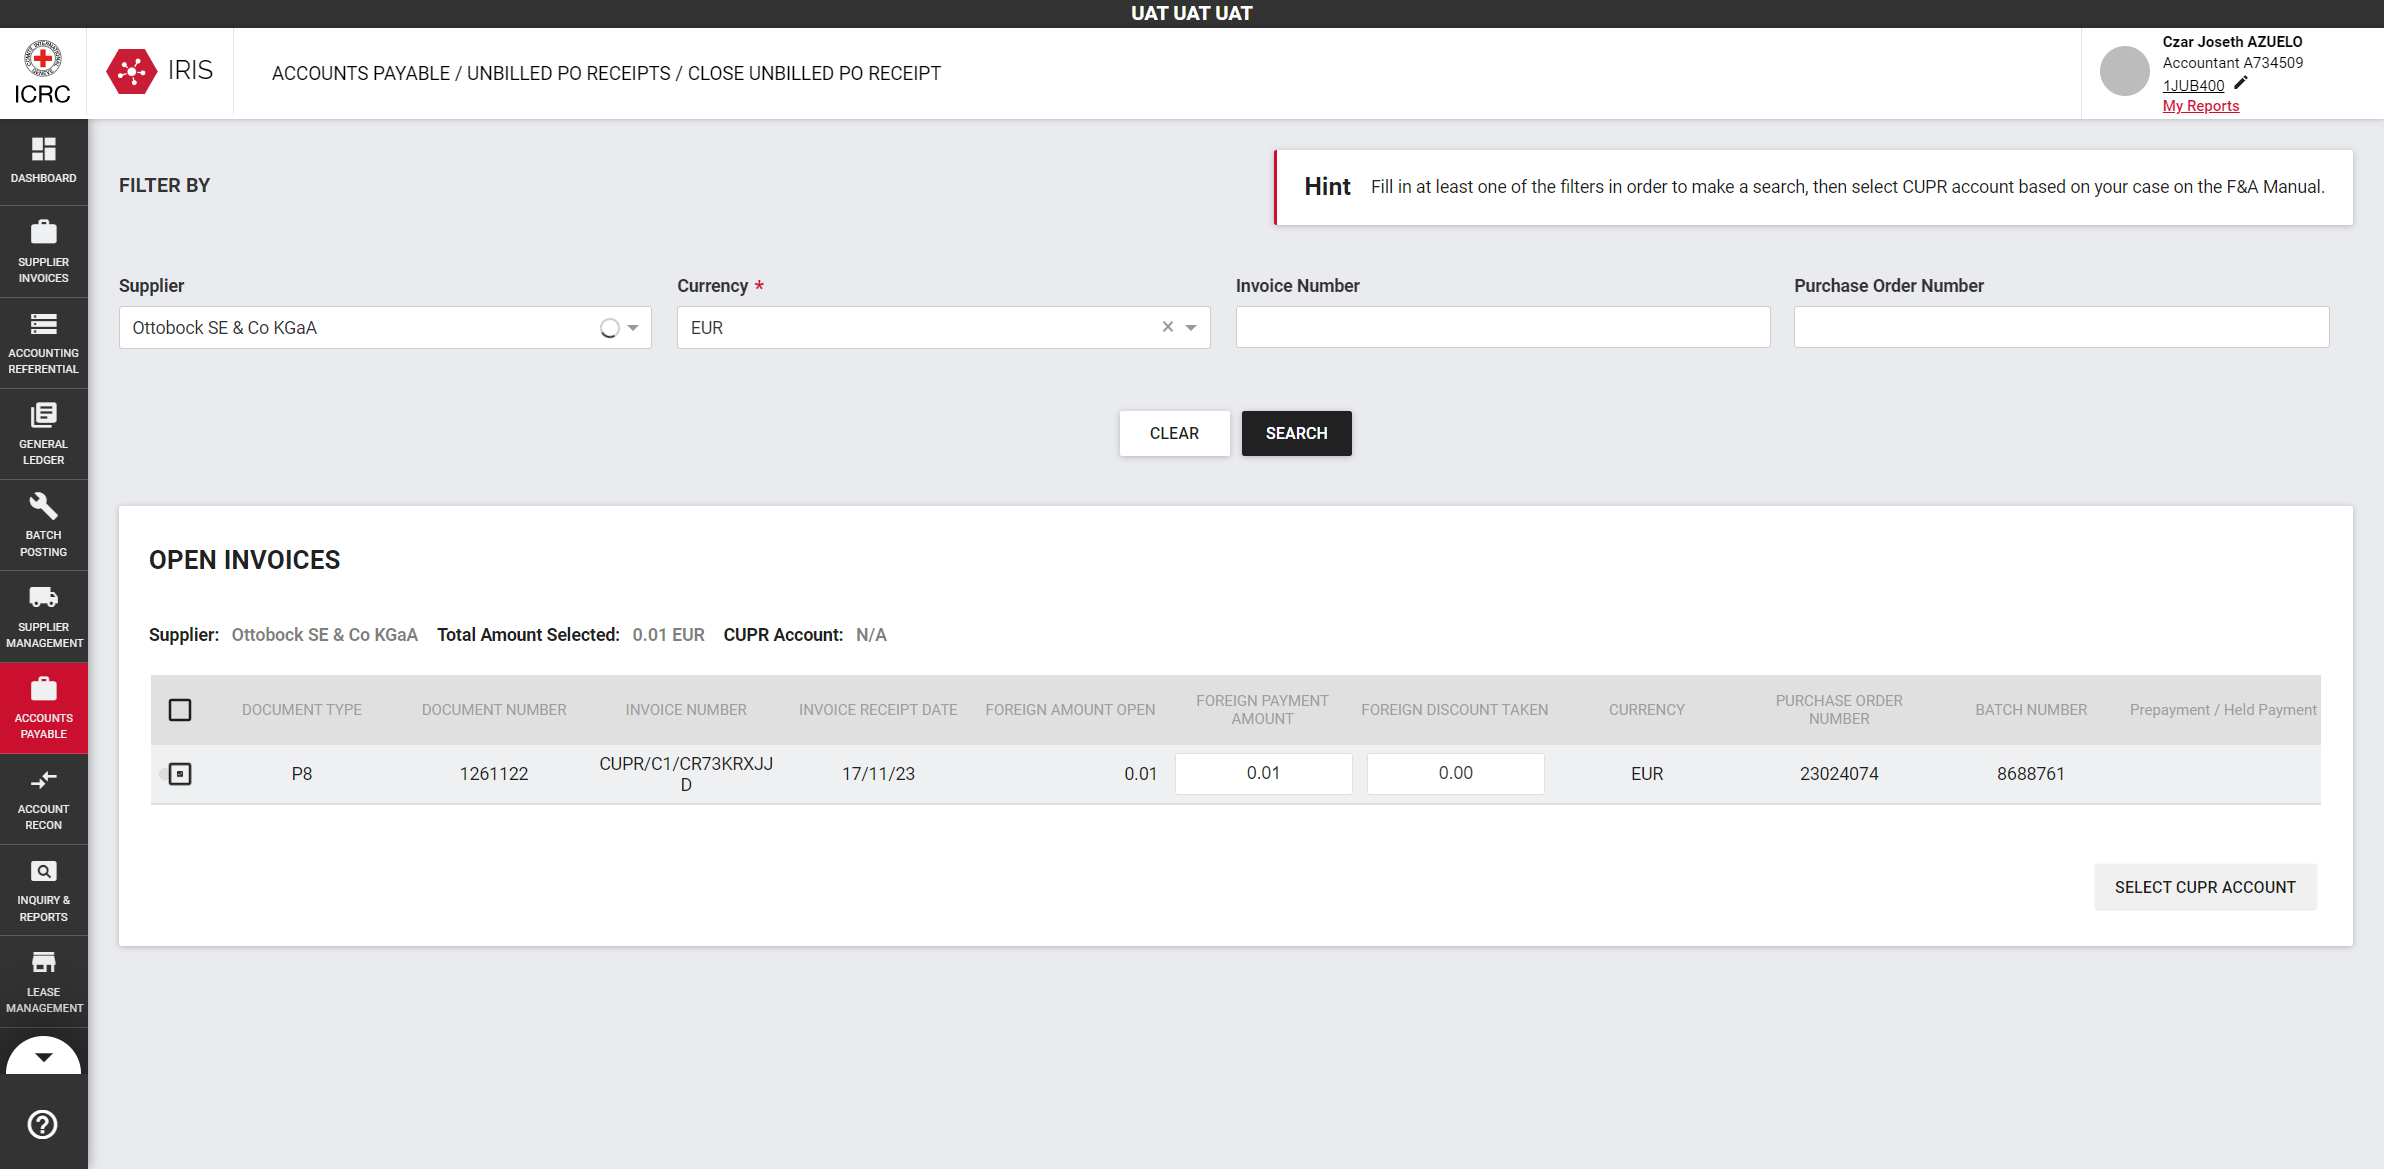 UAT UAT UAT
ICRC
IRIS
ACCOUNTS PAYABLE / UNBILLED PO RECEIPTS / CLOSE UNBILLED PO RECEIPT
Czar Joseth AZUELO
Accountant A734509
1JUB400
My Reports
DASHBOARD
SUPPLIER
INVOICES
ACCOUNTING
REFERENTIAL
GENERAL
LEDGER
BATCH
POSTING
SUPPLIER
MANAGEMENT
ACCOUNTS
PAYABLE
ACCOUNT
RECON
INQUIRY &
REPORTS
LEASE
MANAGEMENT
FILTER BY
Hint Fill in at least one of the filters in order to make a search, then select CUPR account based on your case on the F&A Manual.
Supplier Currency * Invoice Number Purchase Order Number
Ottobock SE & Co KGaA EUR
CLEAR SEARCH
OPEN INVOICES
Supplier: Ottobock SE & Co KGaA Total Amount Selected: 0.01 EUR CUPR Account: N/A
DOCUMENT TYPE DOCUMENT NUMBER INVOICE NUMBER INVOICE RECEIPT DATE FOREIGN AMOUNT OPEN FOREIGN PAYMENT AMOUNT FOREIGN DISCOUNT TAKEN CURRENCY PURCHASE ORDER NUMBER BATCH NUMBER Prepayment / Held Payment
P8 1261122 CUPR/C1/CR73KRXJJD 17/11/23 0.01 0.01 0.00 EUR 23024074 8688761
SELECT CUPR ACCOUNT